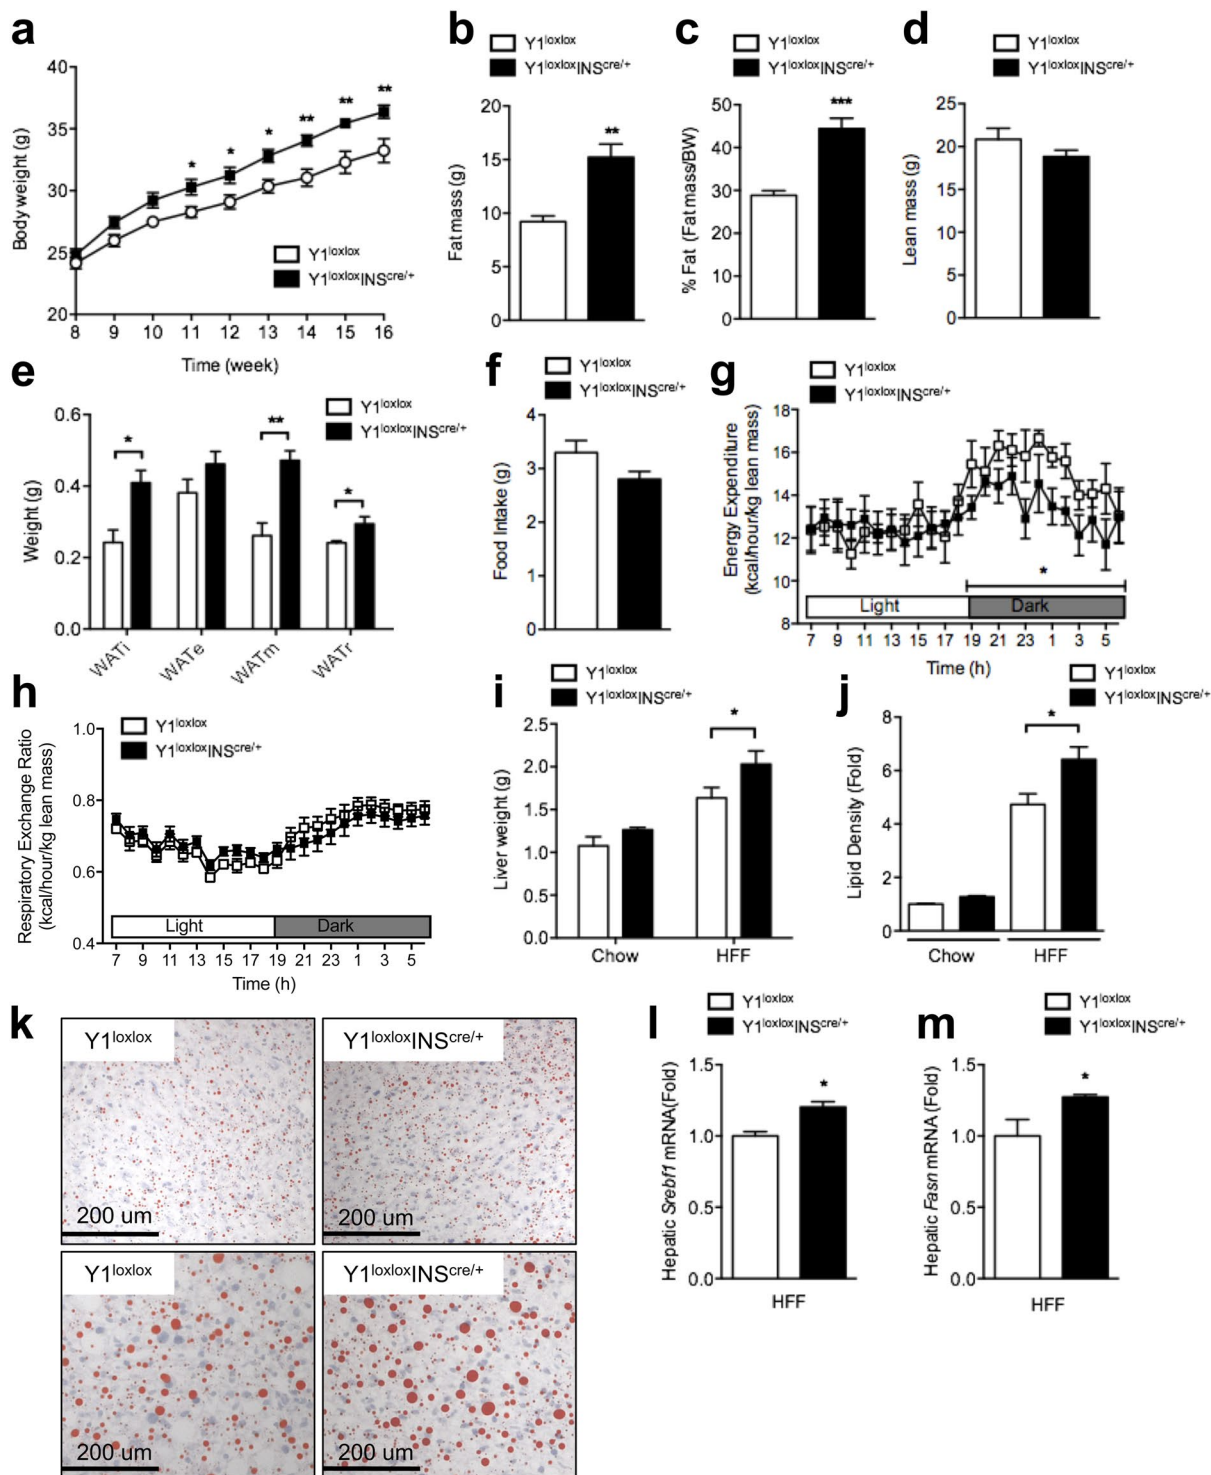 a
Body weight (g)
40
35
30
25
20
* * * ** ** **
Y1loxlox
Y1loxloxINScre/+
8 9 10 11 12 13 14 15 16
Time (week)
b
Y1loxlox
Y1loxloxINScre/+
Fat mass (g)
20
15
10
5
0
**
c
Y1loxlox
Y1loxloxINScre/+
% Fat (Fat mass/BW)
50
40
30
20
10
0
***
d
Y1loxlox
Y1loxloxINScre/+
Lean mass (g)
25
20
15
10
5
0
e
Y1loxlox
Y1loxloxINScre/+
Weight (g)
0.6
0.4
0.2
0.0
* ** *
WATi WATe WATm WATr
f
Y1loxlox
Y1loxloxINScre/+
Food Intake (g)
4
3
2
1
0
g
Y1loxlox
Y1loxloxINScre/+
Energy Expenditure
(kcal/hour/kg lean mass)
18
16
14
12
10
8
*
Light Dark
7 9 11 13 15 17 19 21 23 1 3 5
Time (h)
h
Y1loxlox
Y1loxloxINScre/+
Respiratory Exchange Ratio
(kcal/hour/kg lean mass)
1.0
0.8
0.6
0.4
Light Dark
7 9 11 13 15 17 19 21 23 1 3 5
Time (h)
i
Y1loxlox
Y1loxloxINScre/+
Liver weight (g)
2.5
2.0
1.5
1.0
0.5
0.0
*
Chow HFF
j
Y1loxlox
Y1loxloxINScre/+
Lipid Density (Fold)
8
6
4
2
0
*
Chow HFF
k
Y1loxlox
200 um
Y1loxloxINScre/+
200 um
Y1loxlox
200 um
Y1loxloxINScre/+
200 um
l
Y1loxlox
Y1loxloxINScre/+
Hepatic Srebf1 mRNA(Fold)
1.5
1.0
0.5
0.0
*
HFF
m
Y1loxlox
Y1loxloxINScre/+
Hepatic Fasn mRNA (Fold)
1.5
1.0
0.5
0.0
*
HFF